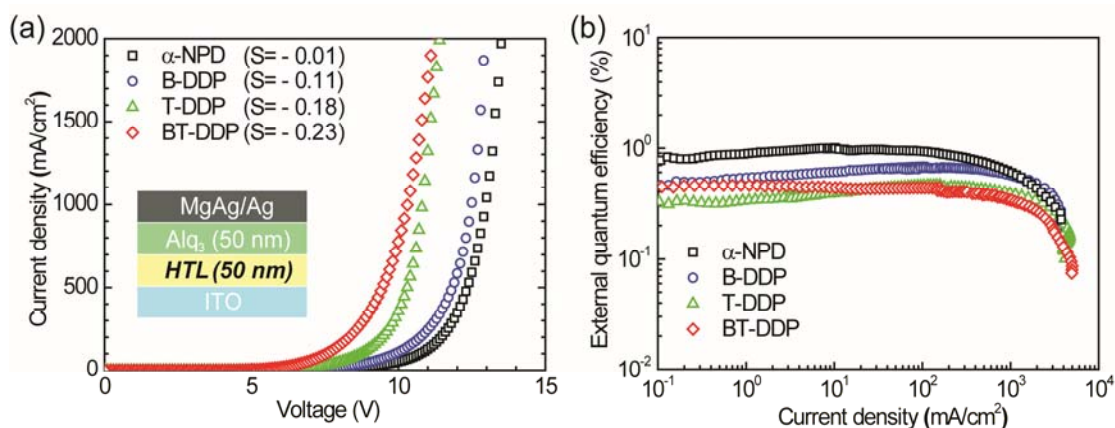 (a)
2000
1500
1000
500
0
0
5
10
15
Current density (mA/cm²)
Voltage (V)
α-NPD (S= - 0.01)
B-DDP (S= - 0.11)
T-DDP (S= - 0.18)
BT-DDP (S= - 0.23)
MgAg/Ag
Alq₃ (50 nm)
HTL (50 nm)
ITO
(b)
10¹
10⁰
10⁻¹
10⁻²
10⁻¹
10⁰
10¹
10²
10³
10⁴
External quantum efficiency (%)
Current density (mA/cm²)
α-NPD
B-DDP
T-DDP
BT-DDP